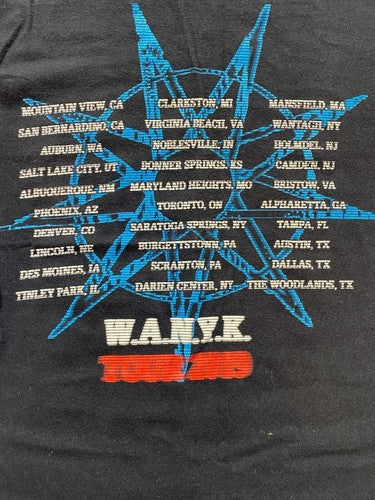 MOUNTAIN VIEW, CA
SAN BERNARDINO, CA
AUBURN, WA
SALT LAKE CITY, UT
ALBUQUERQUE, NM
PHOENIX, AZ
DENVER, CO
LINCOLN, NE
DES MOINES, IA
TINLEY PARK, IL
CLARKSTON, MI
VIRGINIA BEACH, VA
NOBLESVILLE, IN
BONNER SPRINGS, KS
MARYLAND HEIGHTS, MO
TORONTO, ON
SARATOGA SPRINGS, NY
BURGETTSTOWN, PA
SCRANTON, PA
DARIEN CENTER, NY
MANSFIELD, MA
WANTAGH, NY
HOLMDEL, NJ
CAMDEN, NJ
BRISTOW, VA
ALPHARETTA, GA
TAMPA, FL
AUSTIN, TX
DALLAS, TX
THE WOODLANDS, TX
W.A.N.Y.K.